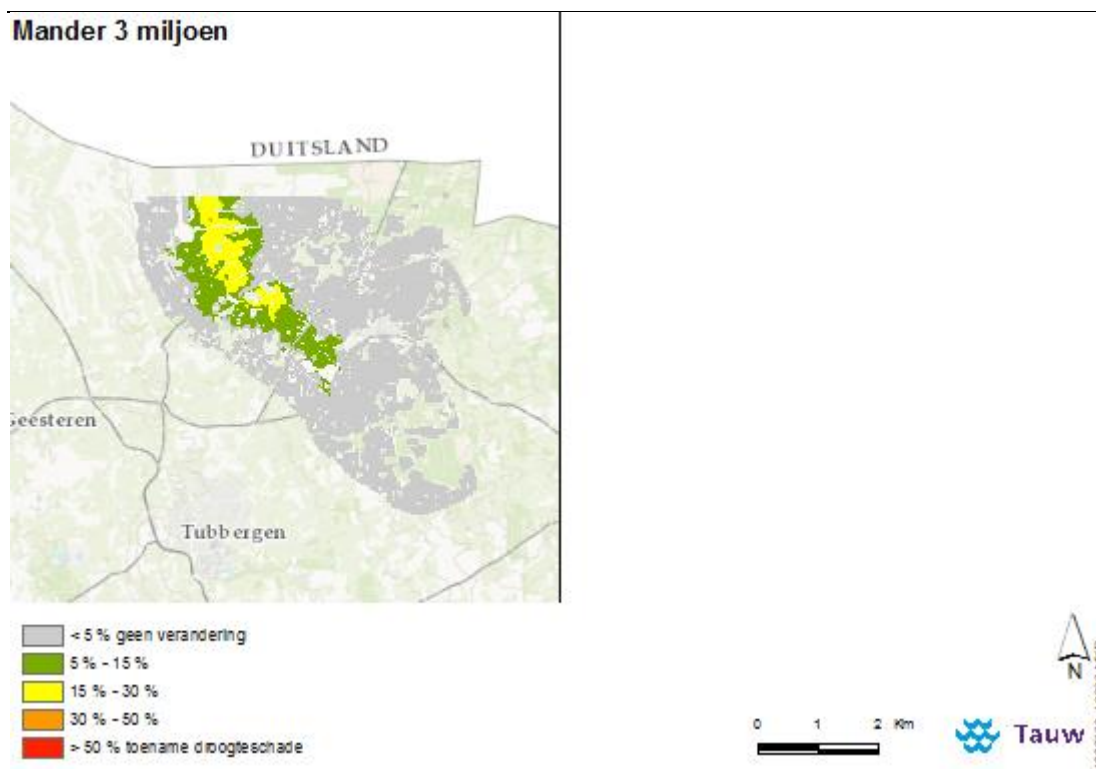 Mander 3 miljoen
DUITSLAND
Geesteren
Tubbergen
< 5 % geen verandering
5 % - 15 %
15 % - 30 %
30 % - 50 %
> 50 % toename droogteschade
0 1 2 Km
N
Tauw